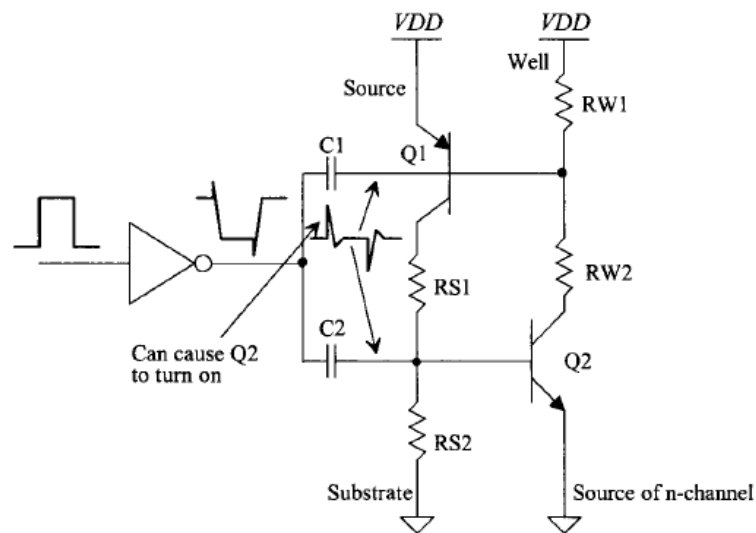 VDD
VDD
Well
Source
RW1
C1
Q1
RS1
RW2
C2
Can cause Q2
to turn on
Q2
RS2
Substrate
Source of n-channel